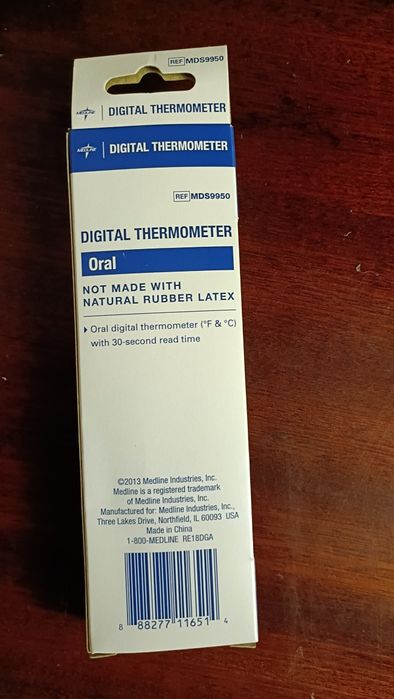 REF MDS9950
MEDLINE | DIGITAL THERMOMETER
MEDLINE | DIGITAL THERMOMETER
REF MDS9950
DIGITAL THERMOMETER
Oral
NOT MADE WITH
NATURAL RUBBER LATEX
Oral digital thermometer (°F & °C)
with 30-second read time
©2013 Medline Industries, Inc.
Medline is a registered trademark
of Medline Industries, Inc.
Manufactured for: Medline Industries, Inc.,
Three Lakes Drive, Northfield, IL 60093 USA
Made in China
1-800-MEDLINE RE18DGA
8 88277 11651 4